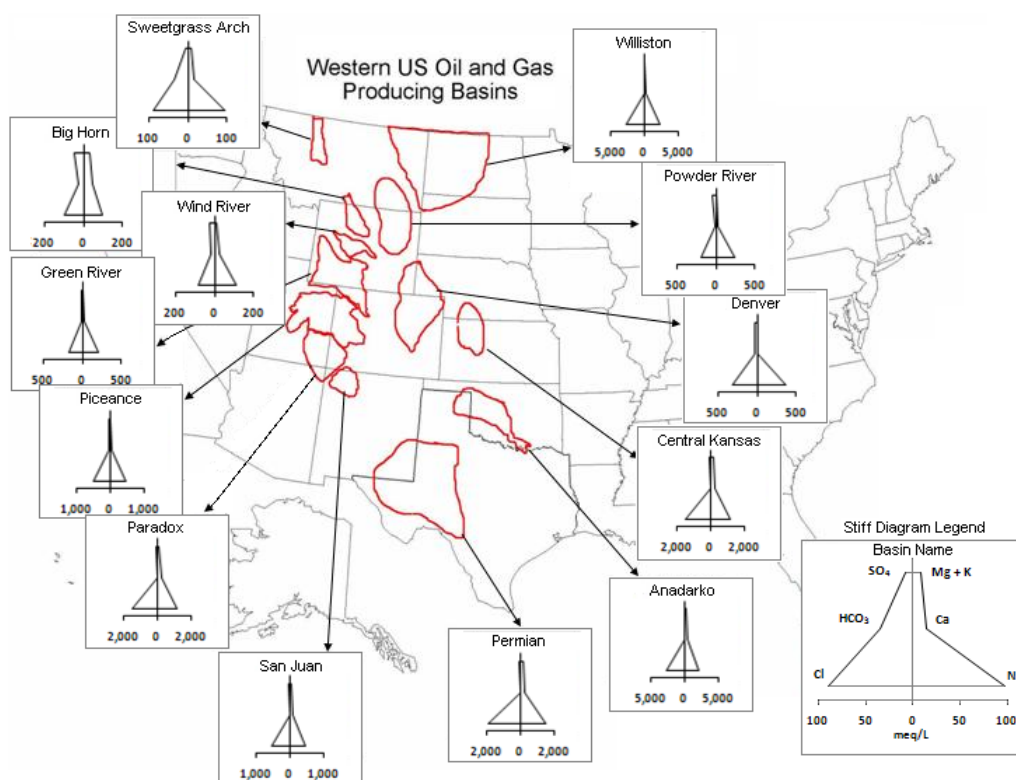 Western US Oil and Gas
Producing Basins
Sweetgrass Arch
100 0 100
Williston
5,000 0 5,000
Big Horn
200 0 200
Powder River
500 0 500
Wind River
200 0 200
Green River
500 0 500
Denver
500 0 500
Piceance
1,000 0 1,000
Central Kansas
2,000 0 2,000
Paradox
2,000 0 2,000
Anadarko
5,000 0 5,000
Permian
2,000 0 2,000
San Juan
1,000 0 1,000
Stiff Diagram Legend
Basin Name
SO₄ Mg + K
HCO₃ Ca
Cl N
100 50 0 50 100
meq/L